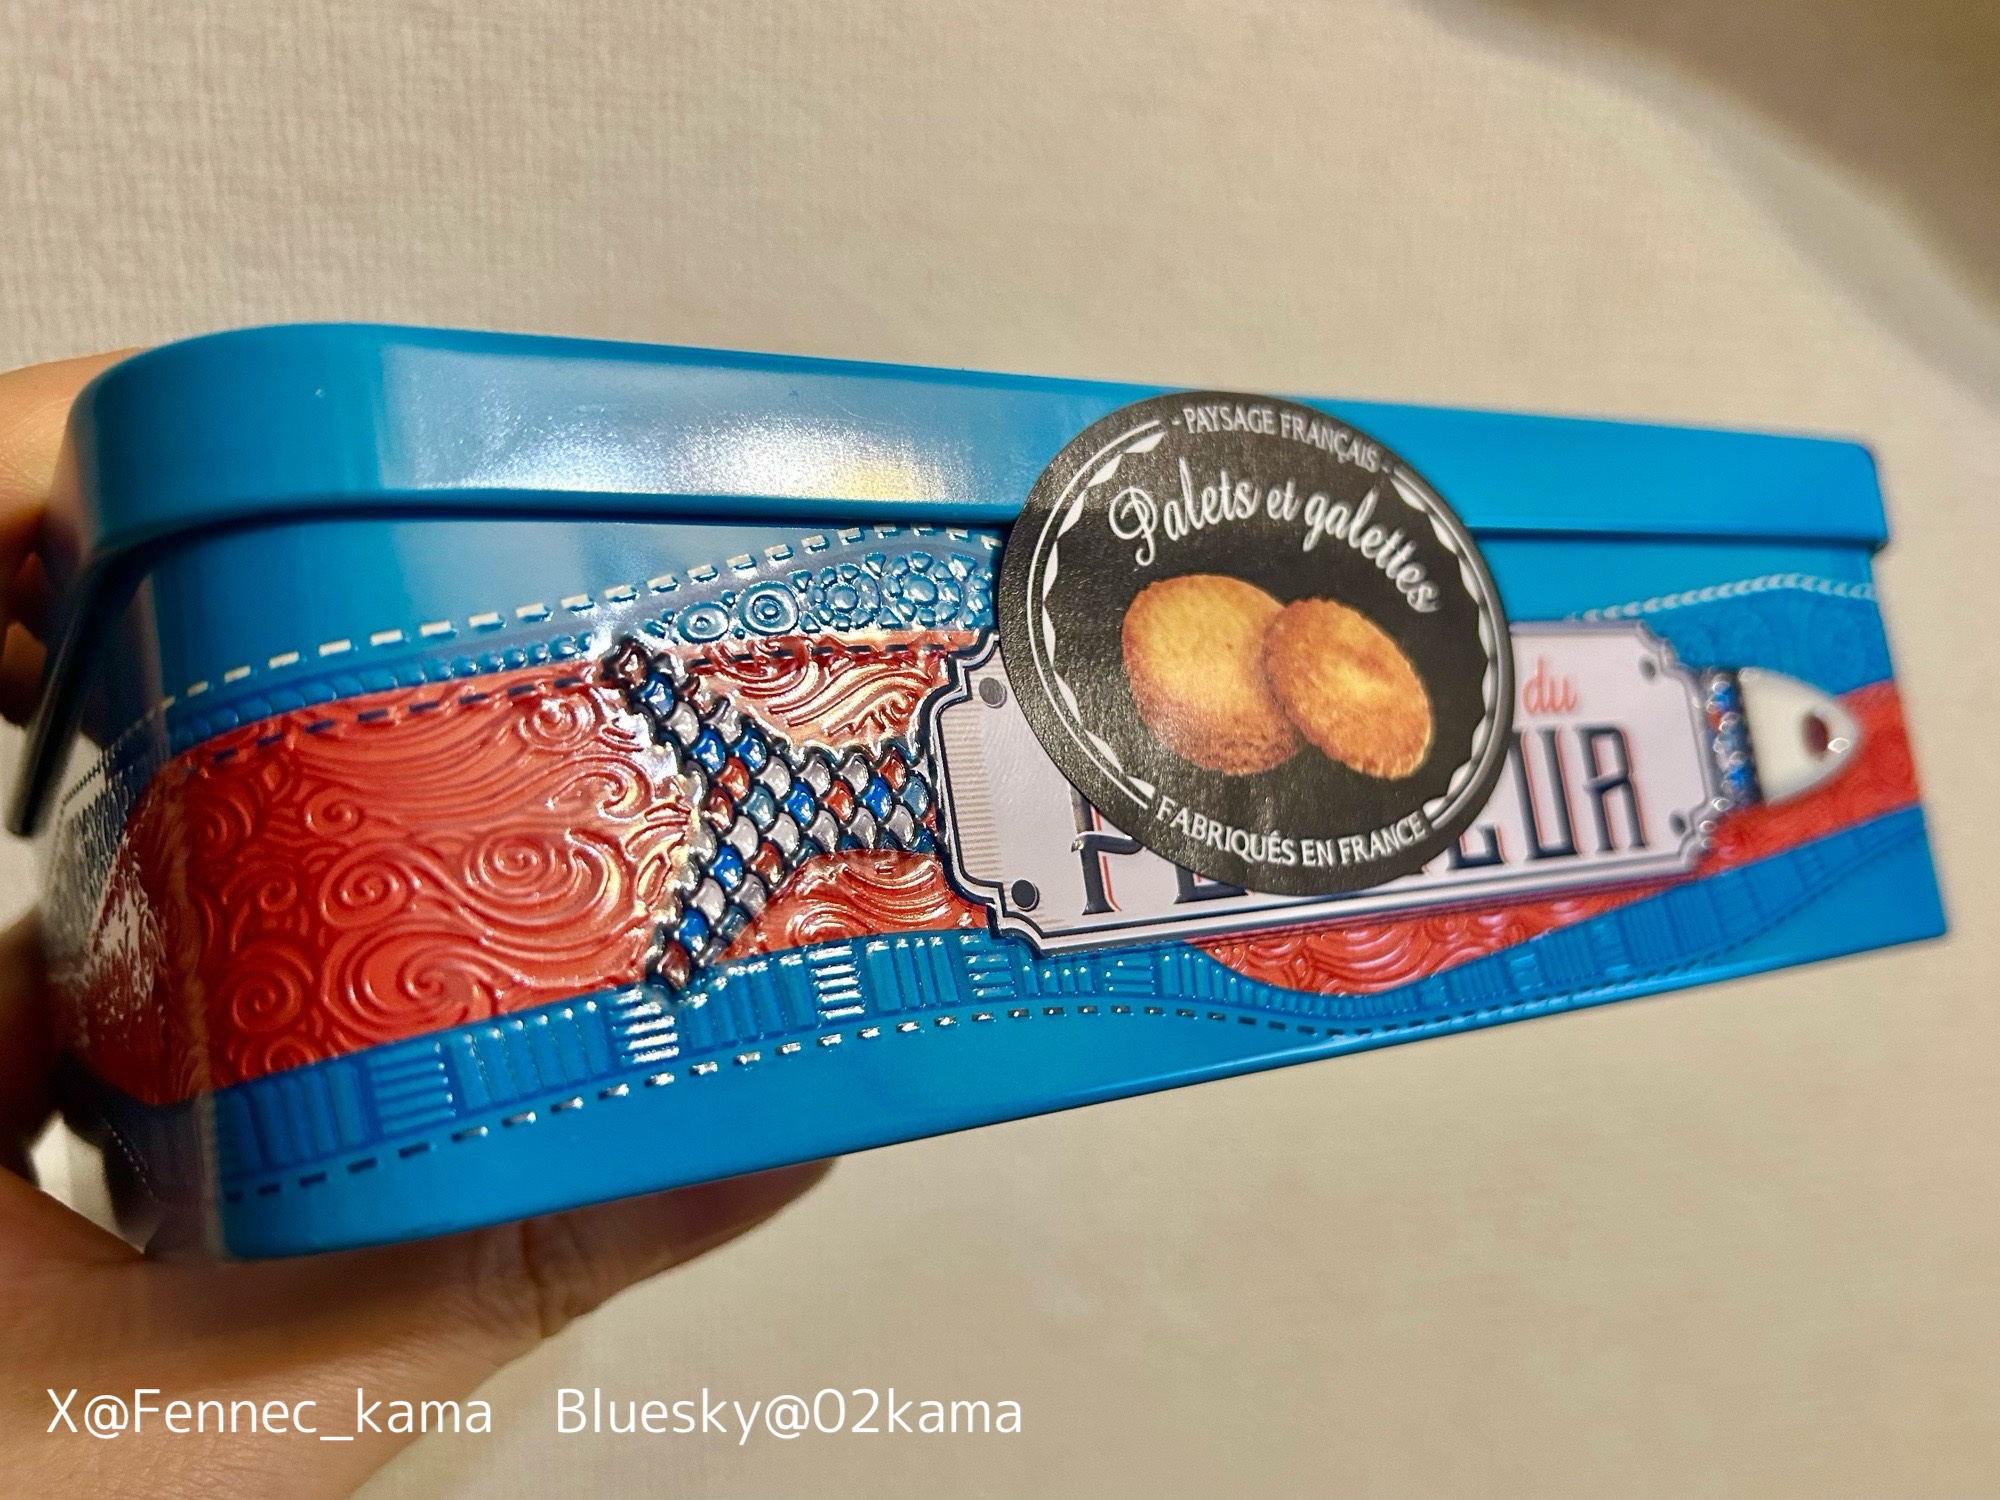 - PAYSAGE FRANÇAIS -
Palets et galettes
FABRIQUÉS EN FRANCE
du
X@Fennec_kama Bluesky@02kama